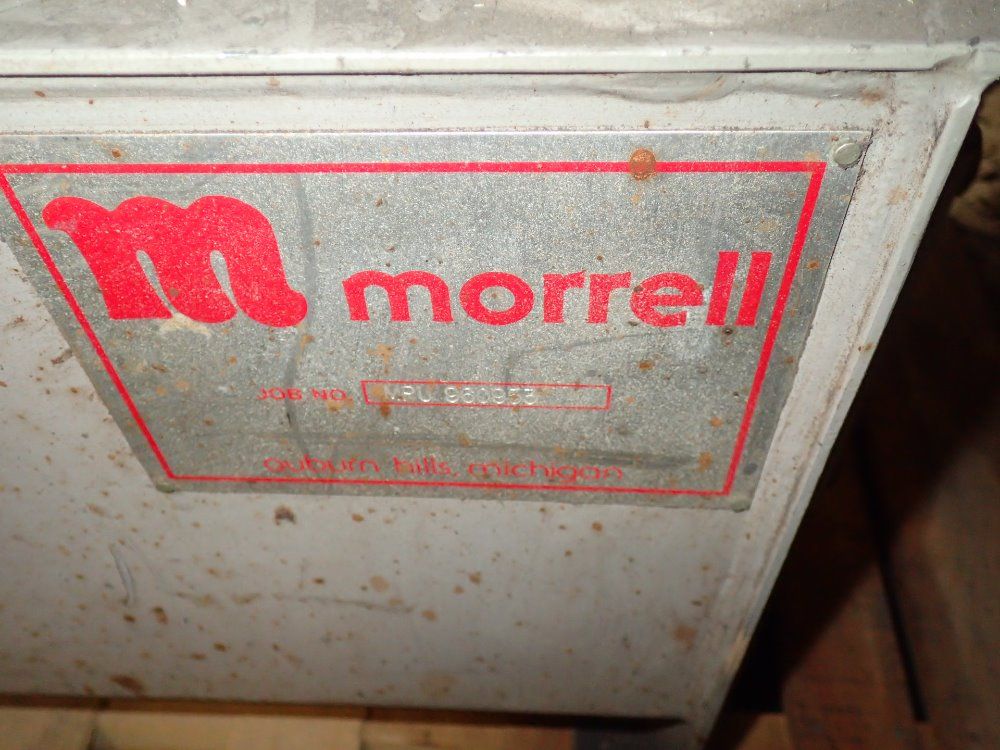 m morrell
JOB NO.
auburn hills, michigan